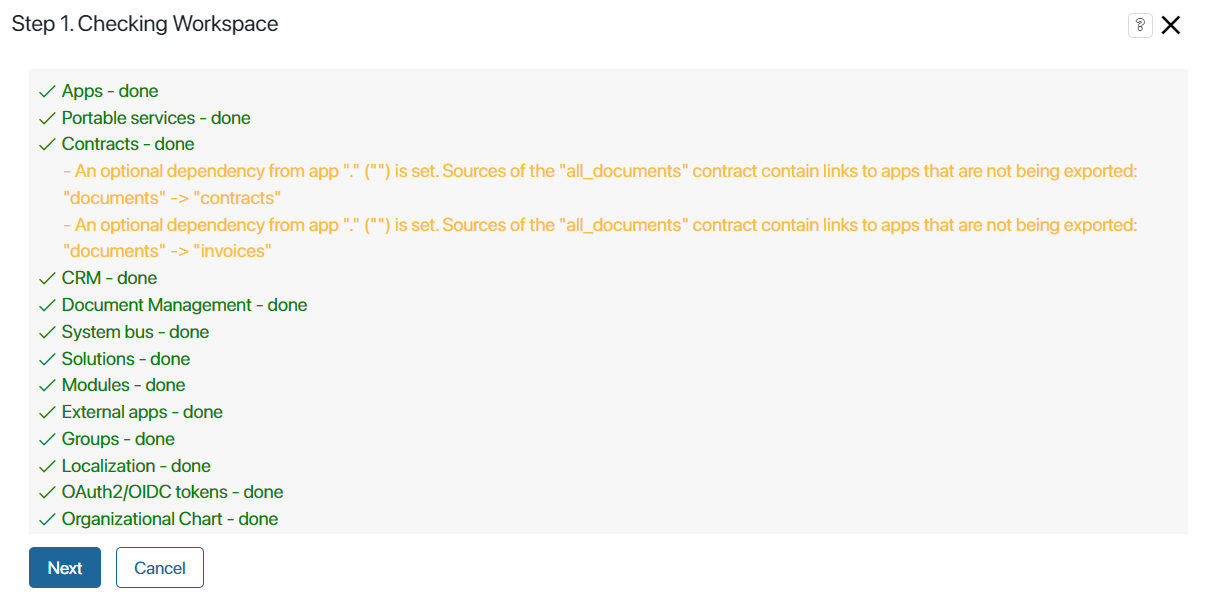 Step 1. Checking Workspace
?
Apps - done
Portable services - done
Contracts - done
- An optional dependency from app "." ("") is set. Sources of the "all_documents" contract contain links to apps that are not being exported:
"documents" -> "contracts"
- An optional dependency from app "." ("") is set. Sources of the "all_documents" contract contain links to apps that are not being exported:
"documents" -> "invoices"
CRM - done
Document Management - done
System bus - done
Solutions - done
Modules - done
External apps - done
Groups - done
Localization - done
OAuth2/OIDC tokens - done
Organizational Chart - done
Next
Cancel